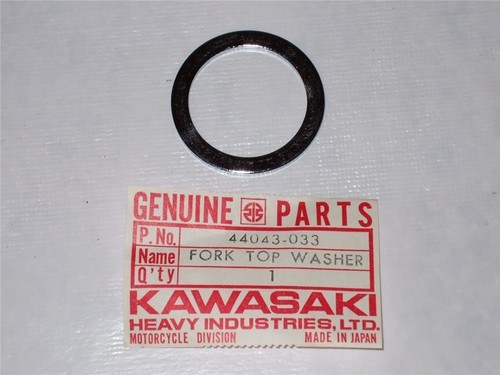 GENUINE PARTS
P.No. 44043-033
Name FORK TOP WASHER
Q'ty 1
KAWASAKI
HEAVY INDUSTRIES, LTD.
MOTORCYCLE DIVISION MADE IN JAPAN